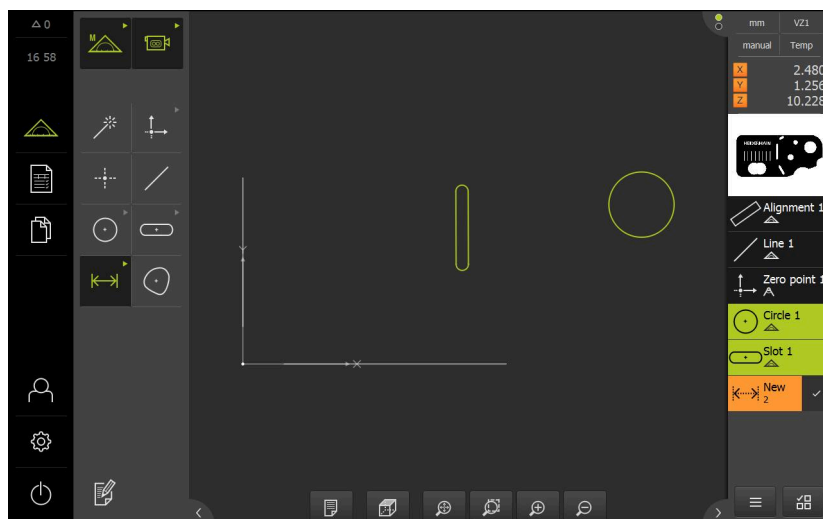 0
16 58
M
mm VZ1
manual Temp
X 2.480
Y 1.256
Z 10.228
HEIDENHAIN
Alignment 1
Line 1
Zero point 1
Circle 1
Slot 1
New
2
Y
X